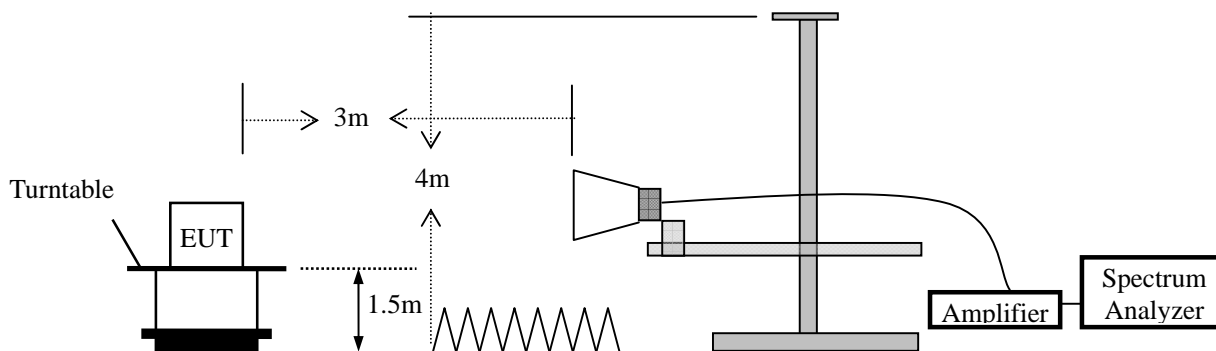 3m
4m
Turntable
EUT
1.5m
Spectrum
Analyzer
Amplifier